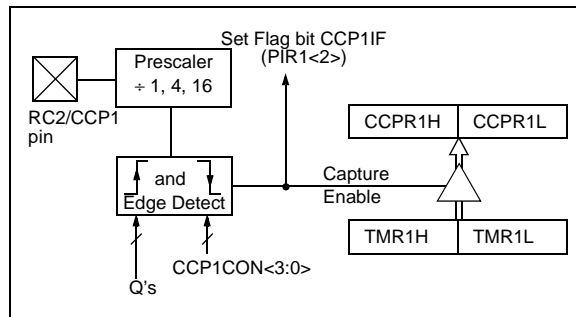 Set Flag bit CCP1IF
(PIR1<2>)
Prescaler
÷ 1, 4, 16
RC2/CCP1
pin
CCPR1H
CCPR1L
and
Edge Detect
Capture
Enable
TMR1H
TMR1L
CCP1CON<3:0>
Q's